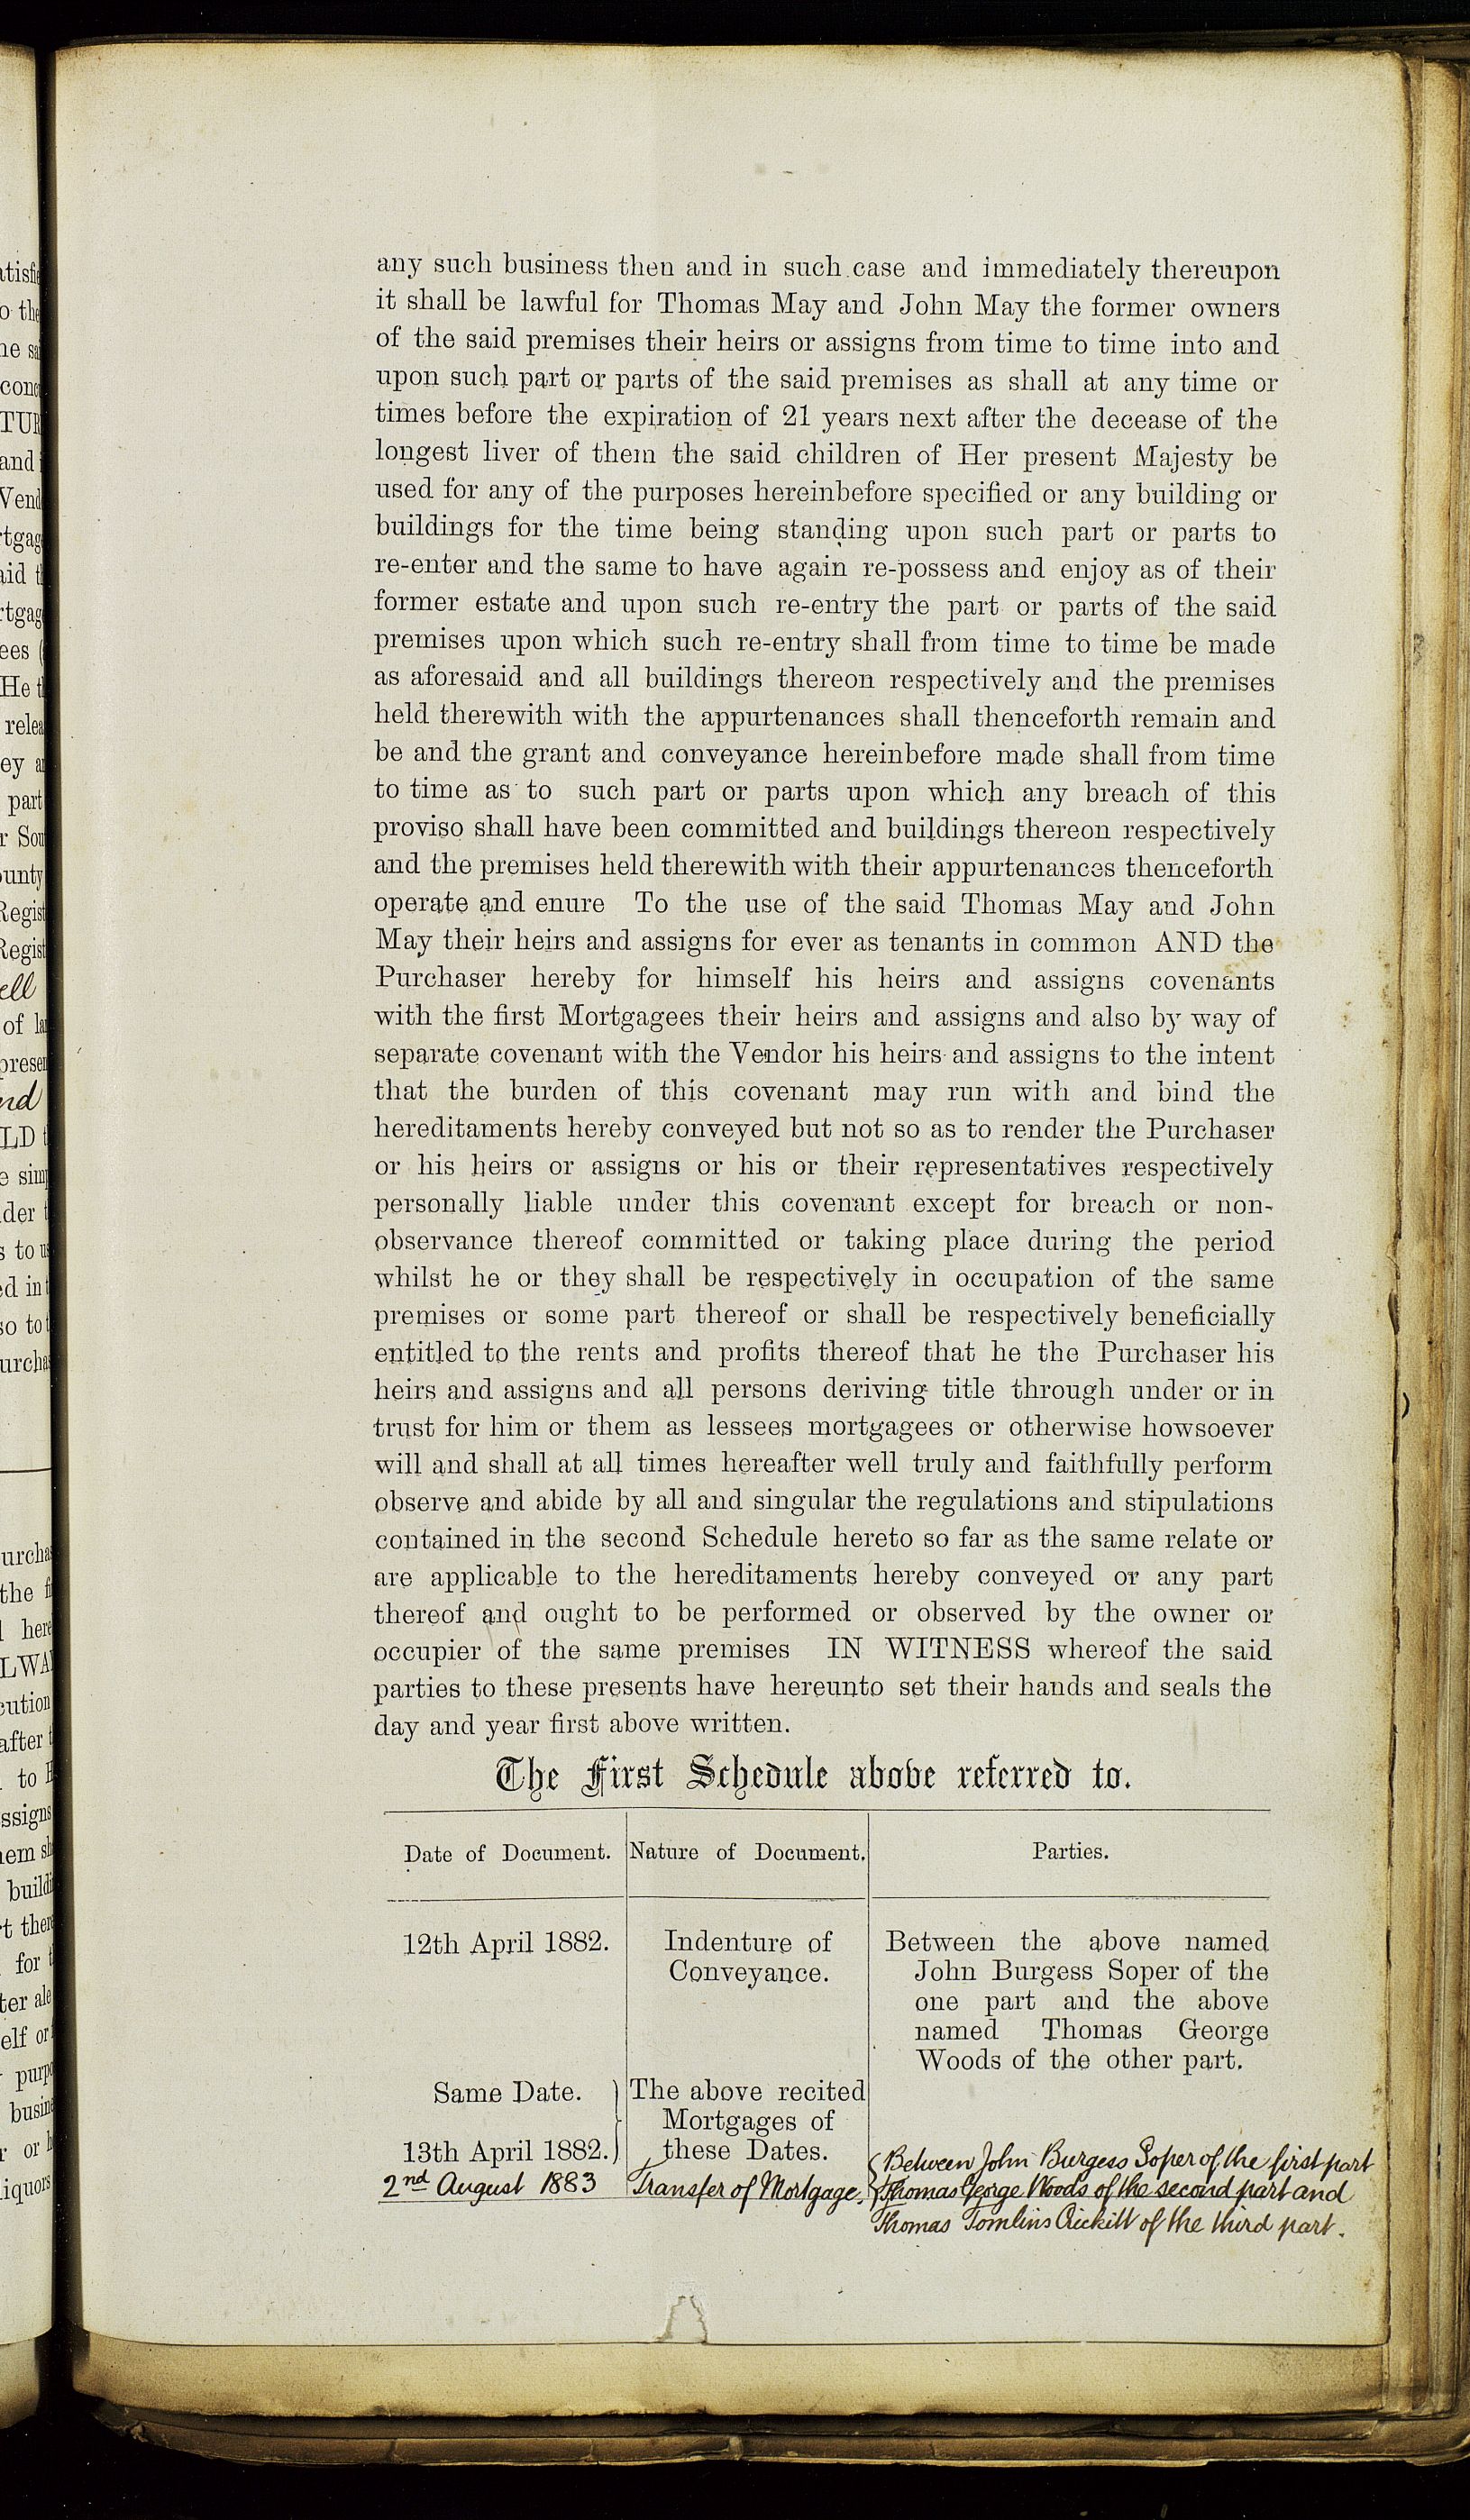 any such business then and in such case and immediately thereupon
it shall be lawful for Thomas May and John May the former owners
of the said premises their heirs or assigns from time to time into and
upon such part or parts of the said premises as shall at any time or
times before the expiration of 21 years next after the decease of the
longest liver of them the said children of Her present Majesty be
used for any of the purposes hereinbefore specified or any building or
buildings for the time being standing upon such part or parts to
re-enter and the same to have again re-possess and enjoy as of their
former estate and upon such re-entry the part or parts of the said
premises upon which such re-entry shall from time to time be made
as aforesaid and all buildings thereon respectively and the premises
held therewith with the appurtenances shall thenceforth remain and
be and the grant and conveyance hereinbefore made shall from time
to time as to such part or parts upon which any breach of this
proviso shall have been committed and buildings thereon respectively
and the premises held therewith with their appurtenances thenceforth
operate and enure To the use of the said Thomas May and John
May their heirs and assigns for ever as tenants in common AND the
Purchaser hereby for himself his heirs and assigns covenants
with the first Mortgagees their heirs and assigns and also by way of
separate covenant with the Vendor his heirs and assigns to the intent
that the burden of this covenant may run with and bind the
hereditaments hereby conveyed but not so as to render the Purchaser
or his heirs or assigns or his or their representatives respectively
personally liable under this covenant except for breach or non-
observance thereof committed or taking place during the period
whilst he or they shall be respectively in occupation of the same
premises or some part thereof or shall be respectively beneficially
entitled to the rents and profits thereof that he the Purchaser his
heirs and assigns and all persons deriving title through under or in
trust for him or them as lessees mortgagees or otherwise howsoever
will and shall at all times hereafter well truly and faithfully perform
observe and abide by all and singular the regulations and stipulations
contained in the second Schedule hereto so far as the same relate or
are applicable to the hereditaments hereby conveyed or any part
thereof and ought to be performed or observed by the owner or
occupier of the same premises IN WITNESS whereof the said
parties to these presents have hereunto set their hands and seals the
day and year first above written.
The First Schedule above referred to.
Date of Document. Nature of Document. Parties.
12th April 1882. Indenture of Between the above named
Conveyance. John Burgess Soper of the
one part and the above
named Thomas George
Woods of the other part.
Same Date. The above recited
Mortgages of
13th April 1882. these Dates.
2nd August 1883 Transfer of Mortgage.
Between John Burgess Soper of the first part
Thomas George Woods of the second part and
Thomas Tomlins Crickitt of the third part.